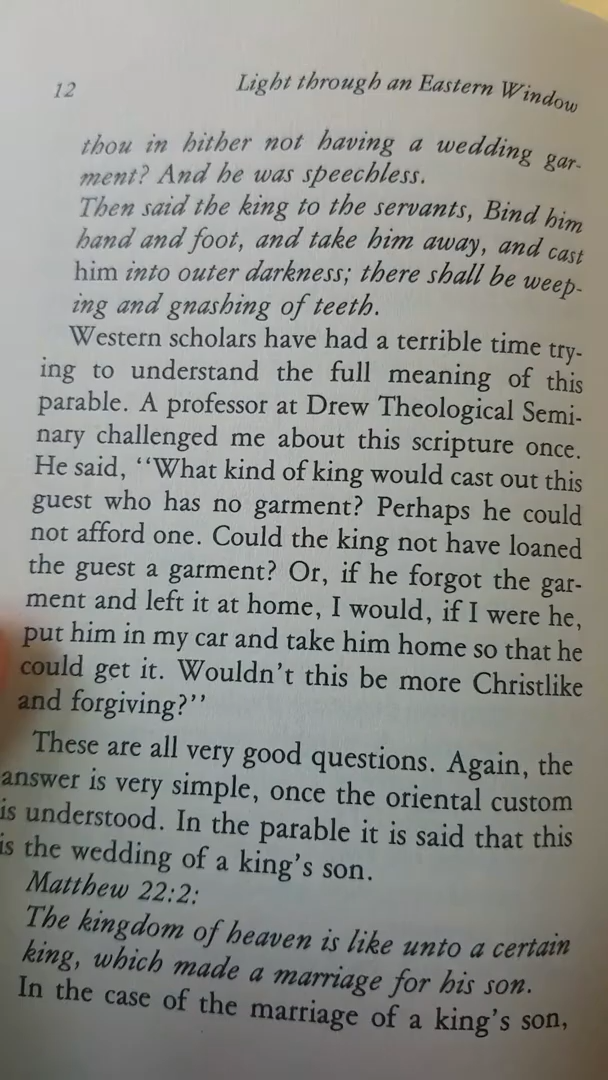 12
Light through an Eastern Window
thou in hither not having a wedding gar-
ment? And he was speechless.
Then said the king to the servants, Bind him
hand and foot, and take him away, and cast
him into outer darkness; there shall be weep-
ing and gnashing of teeth.
Western scholars have had a terrible time try-
ing to understand the full meaning of this
parable. A professor at Drew Theological Semi-
nary challenged me about this scripture once.
He said, ‘‘What kind of king would cast out this
guest who has no garment? Perhaps he could
not afford one. Could the king not have loaned
the guest a garment? Or, if he forgot the gar-
ment and left it at home, I would, if I were he,
put him in my car and take him home so that he
could get it. Wouldn’t this be more Christlike
and forgiving?’’
These are all very good questions. Again, the
answer is very simple, once the oriental custom
is understood. In the parable it is said that this
is the wedding of a king’s son.
Matthew 22:2:
The kingdom of heaven is like unto a certain
king, which made a marriage for his son.
In the case of the marriage of a king’s son,